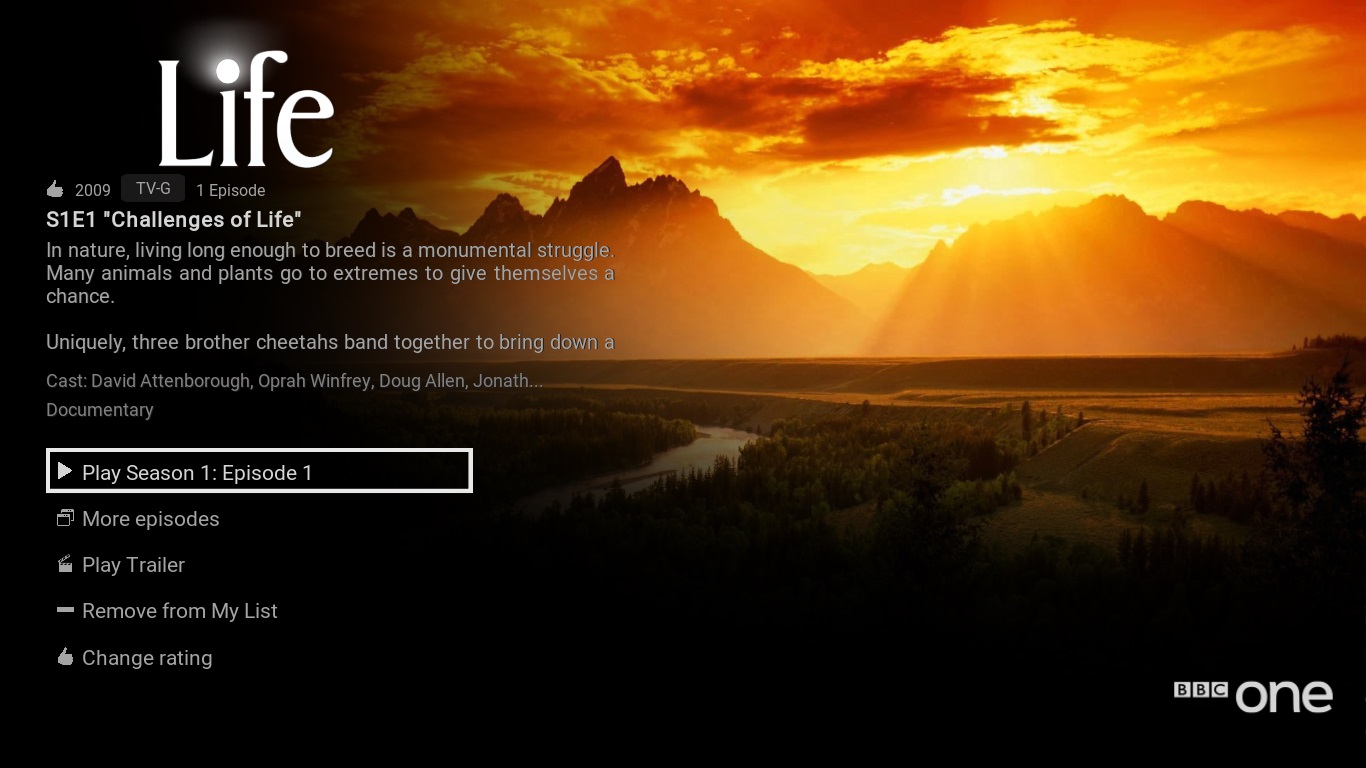 Life
2009 TV-G 1 Episode
S1E1 "Challenges of Life"
In nature, living long enough to breed is a monumental struggle.
Many animals and plants go to extremes to give themselves a
chance.
Uniquely, three brother cheetahs band together to bring down a
Cast: David Attenborough, Oprah Winfrey, Doug Allen, Jonath...
Documentary
Play Season 1: Episode 1
More episodes
Play Trailer
Remove from My List
Change rating
BBC one